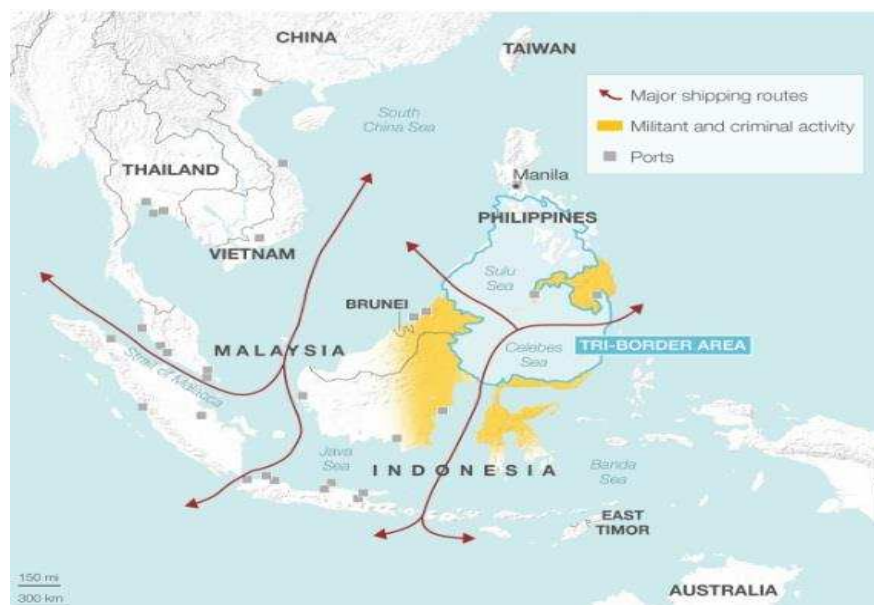 CHINA
TAIWAN
Major shipping routes
Militant and criminal activity
Ports
South
China Sea
THAILAND
Manila
PHILIPPINES
VIETNAM
Sulu
Sea
BRUNEI
MALAYSIA
Celebes
Sea
TRI-BORDER AREA
Strait of Malacca
Java
Sea
INDONESIA
Banda
Sea
EAST
TIMOR
150 mi
300 km
AUSTRALIA